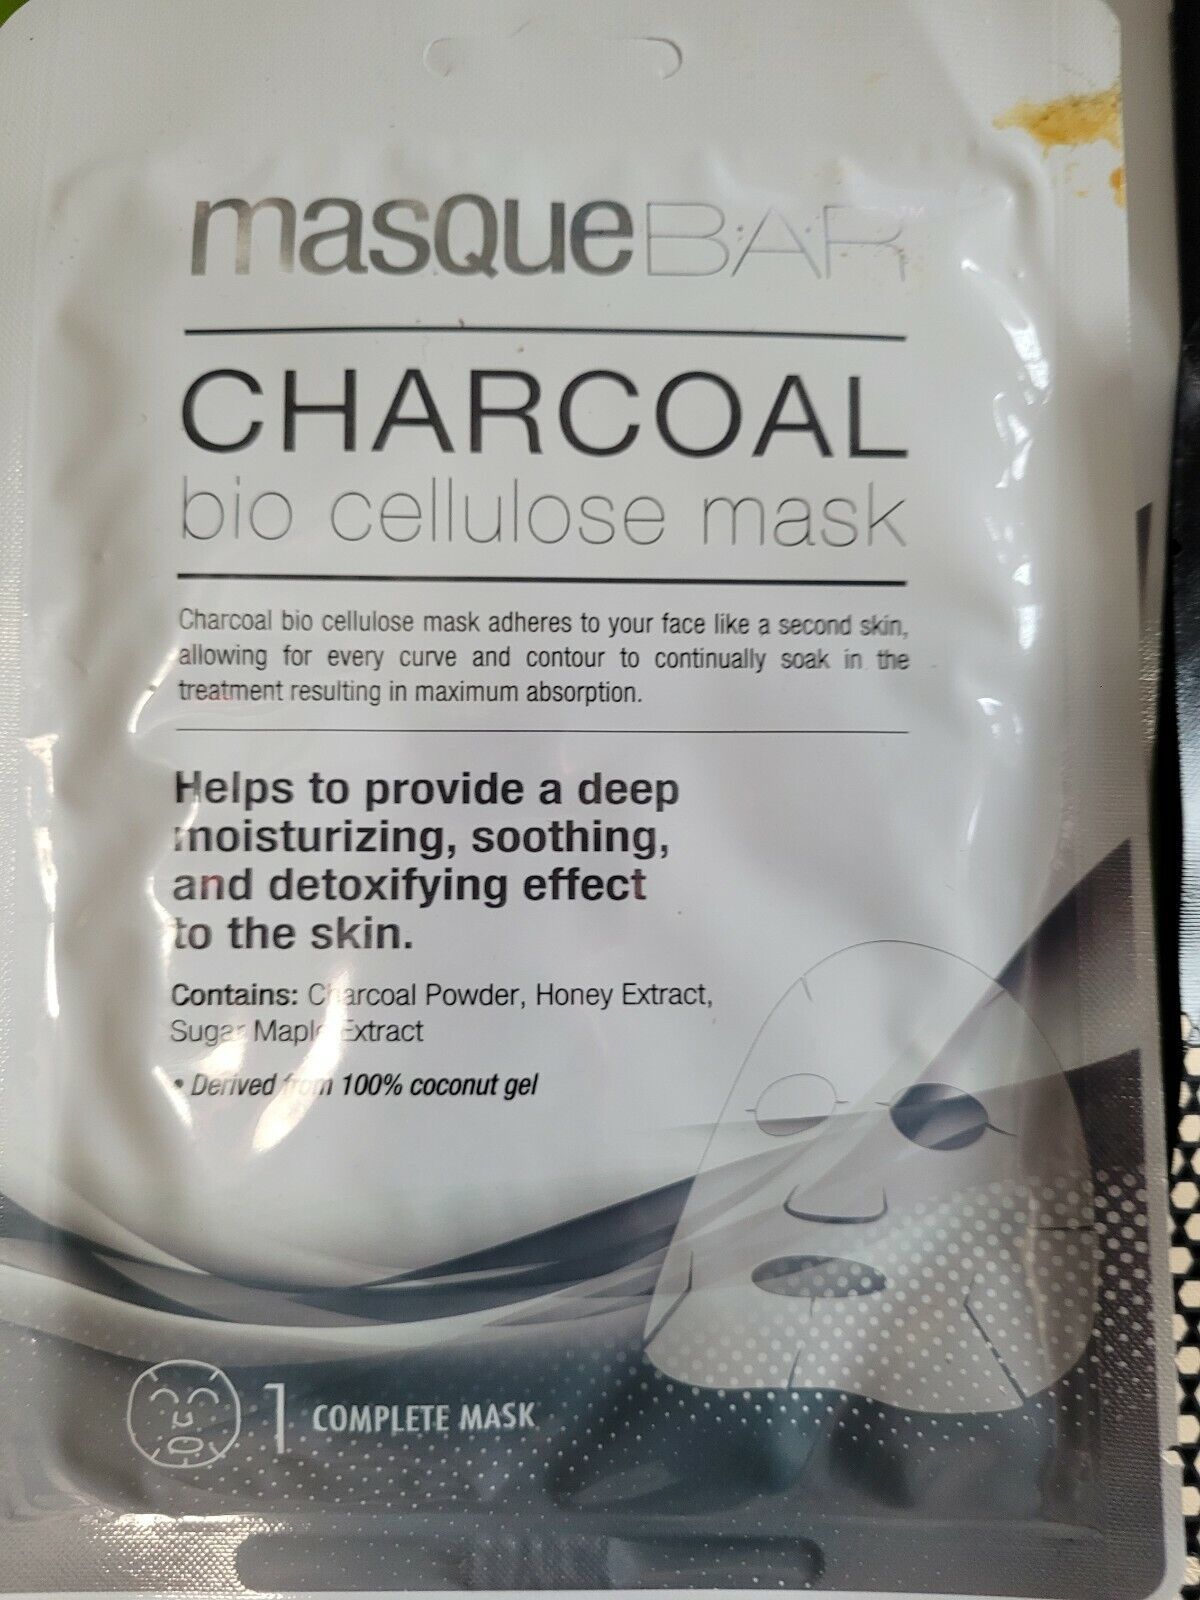 masQueBAR™
CHARCOAL
bio cellulose mask
Charcoal bio cellulose mask adheres to your face like a second skin,
allowing for every curve and contour to continually soak in the
treatment resulting in maximum absorption.
Helps to provide a deep
moisturizing, soothing,
and detoxifying effect
to the skin.
Contains: Charcoal Powder, Honey Extract,
Sugar Maple Extract
• Derived from 100% coconut gel
1 COMPLETE MASK